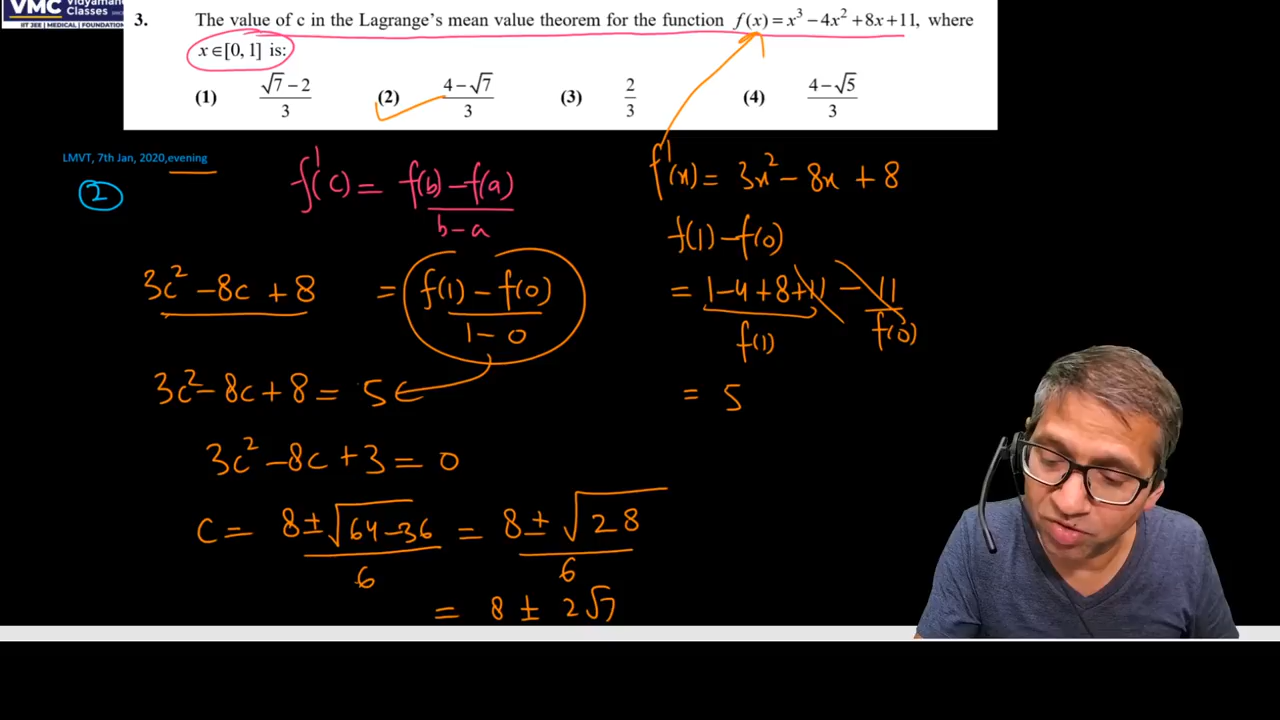 VMC Vidyamandir Classes
IIT JEE | MEDICAL | FOUNDATION
3. The value of c in the Lagrange's mean value theorem for the function f(x) = x³ − 4x² + 8x + 11, where
x ∈ [0, 1] is:
(1) (√7 − 2)/3 (2) (4 − √7)/3 (3) 2/3 (4) (4 − √5)/3
LMVT, 7th Jan, 2020,evening
2
f'(c) = (f(b) − f(a))/(b − a)
f'(x) = 3x² − 8x + 8
f(1) − f(0)
3c² − 8c + 8 = (f(1) − f(0))/(1 − 0)
= 1 − 4 + 8 + 11 − 11
f(1) f(0)
3c² − 8c + 8 = 5
= 5
3c² − 8c + 3 = 0
c = (8 ± √(64 − 36))/6 = (8 ± √28)/6
= 8 ± 2√7